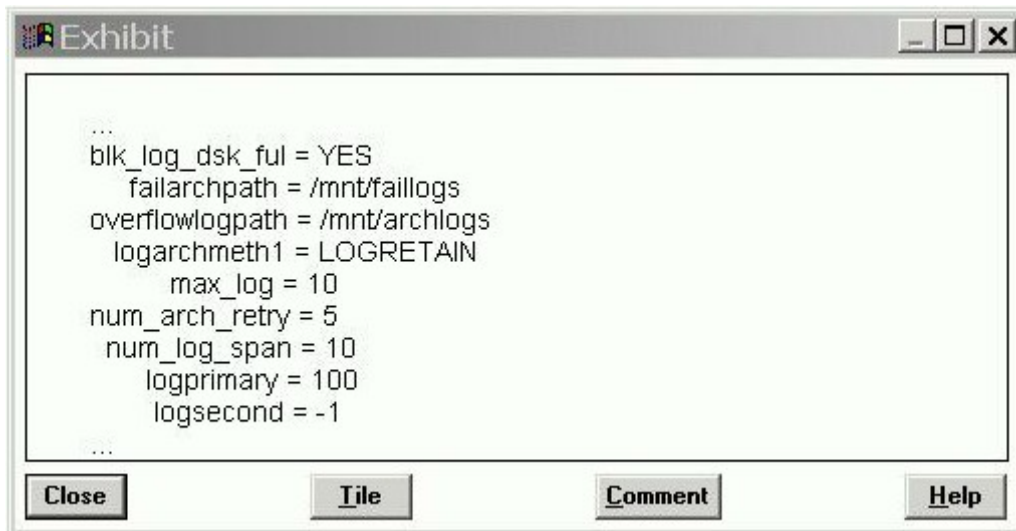 Exhibit
...
blk_log_dsk_ful = YES
failarchpath = /mnt/faillogs
overflowlogpath = /mnt/archlogs
logarchmeth1 = LOGRETAIN
max_log = 10
num_arch_retry = 5
num_log_span = 10
logprimary = 100
logsecond = -1
...
Close Tile Comment Help